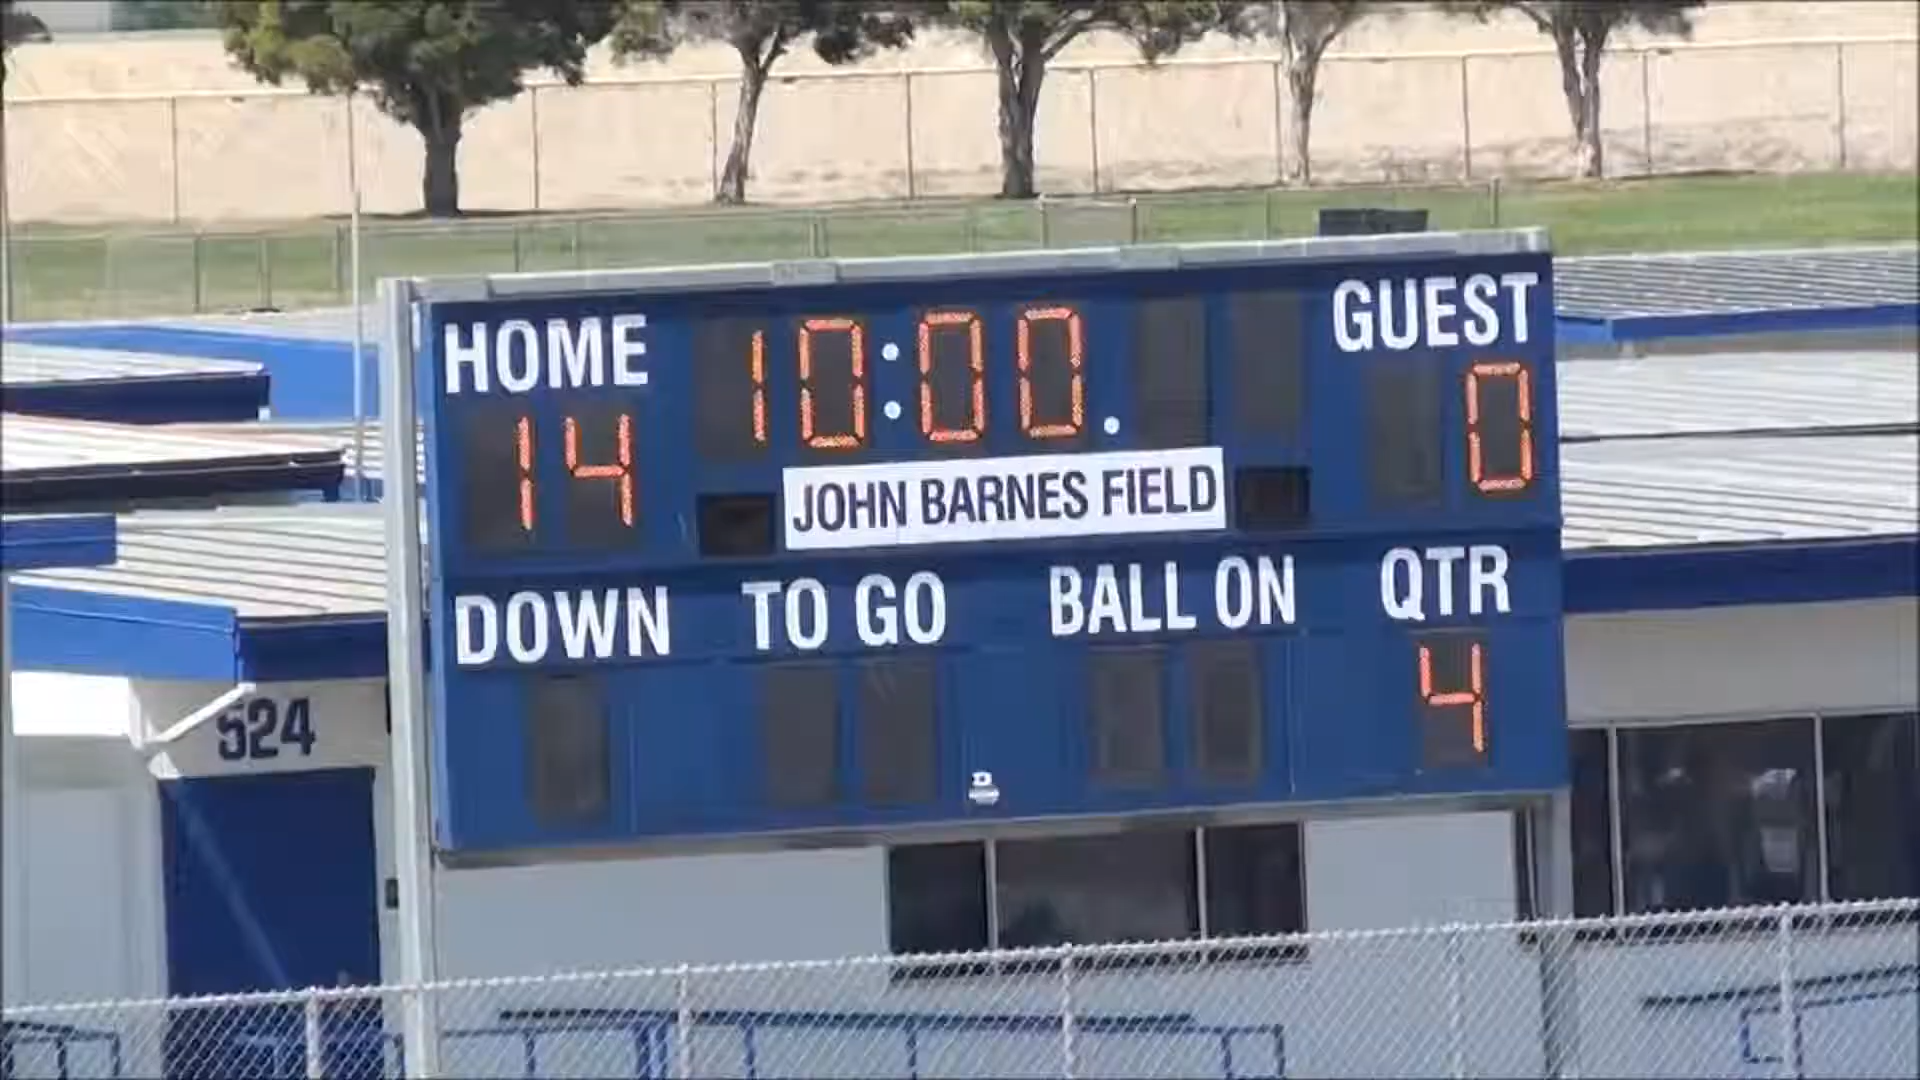 HOME 10:00. GUEST
14 0
JOHN BARNES FIELD
DOWN TO GO BALL ON QTR
4
524